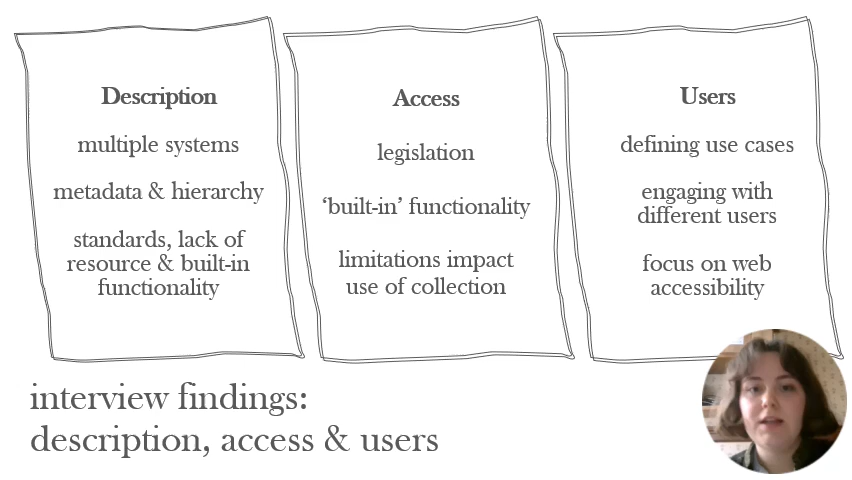 Description
multiple systems
metadata & hierarchy
standards, lack of
resource & built-in
functionality
Access
legislation
‘built-in’ functionality
limitations impact
use of collection
Users
defining use cases
engaging with
different users
focus on web
accessibility
interview findings:
description, access & users